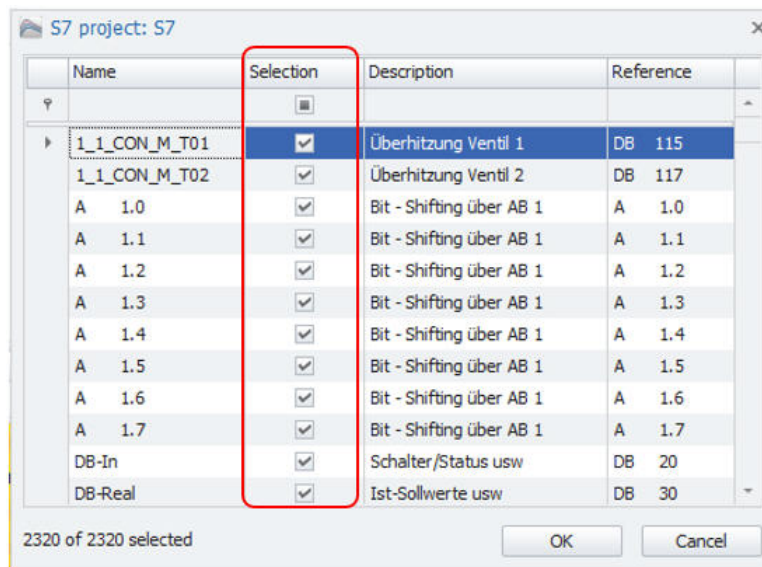 S7 project: S7
Name Selection Description Reference
1_1_CON_M_T01 Überhitzung Ventil 1 DB 115
1_1_CON_M_T02 Überhitzung Ventil 2 DB 117
A 1.0 Bit - Shifting über AB 1 A 1.0
A 1.1 Bit - Shifting über AB 1 A 1.1
A 1.2 Bit - Shifting über AB 1 A 1.2
A 1.3 Bit - Shifting über AB 1 A 1.3
A 1.4 Bit - Shifting über AB 1 A 1.4
A 1.5 Bit - Shifting über AB 1 A 1.5
A 1.6 Bit - Shifting über AB 1 A 1.6
A 1.7 Bit - Shifting über AB 1 A 1.7
DB-In Schalter/Status usw DB 20
DB-Real Ist-Sollwerte usw DB 30
2320 of 2320 selected OK Cancel